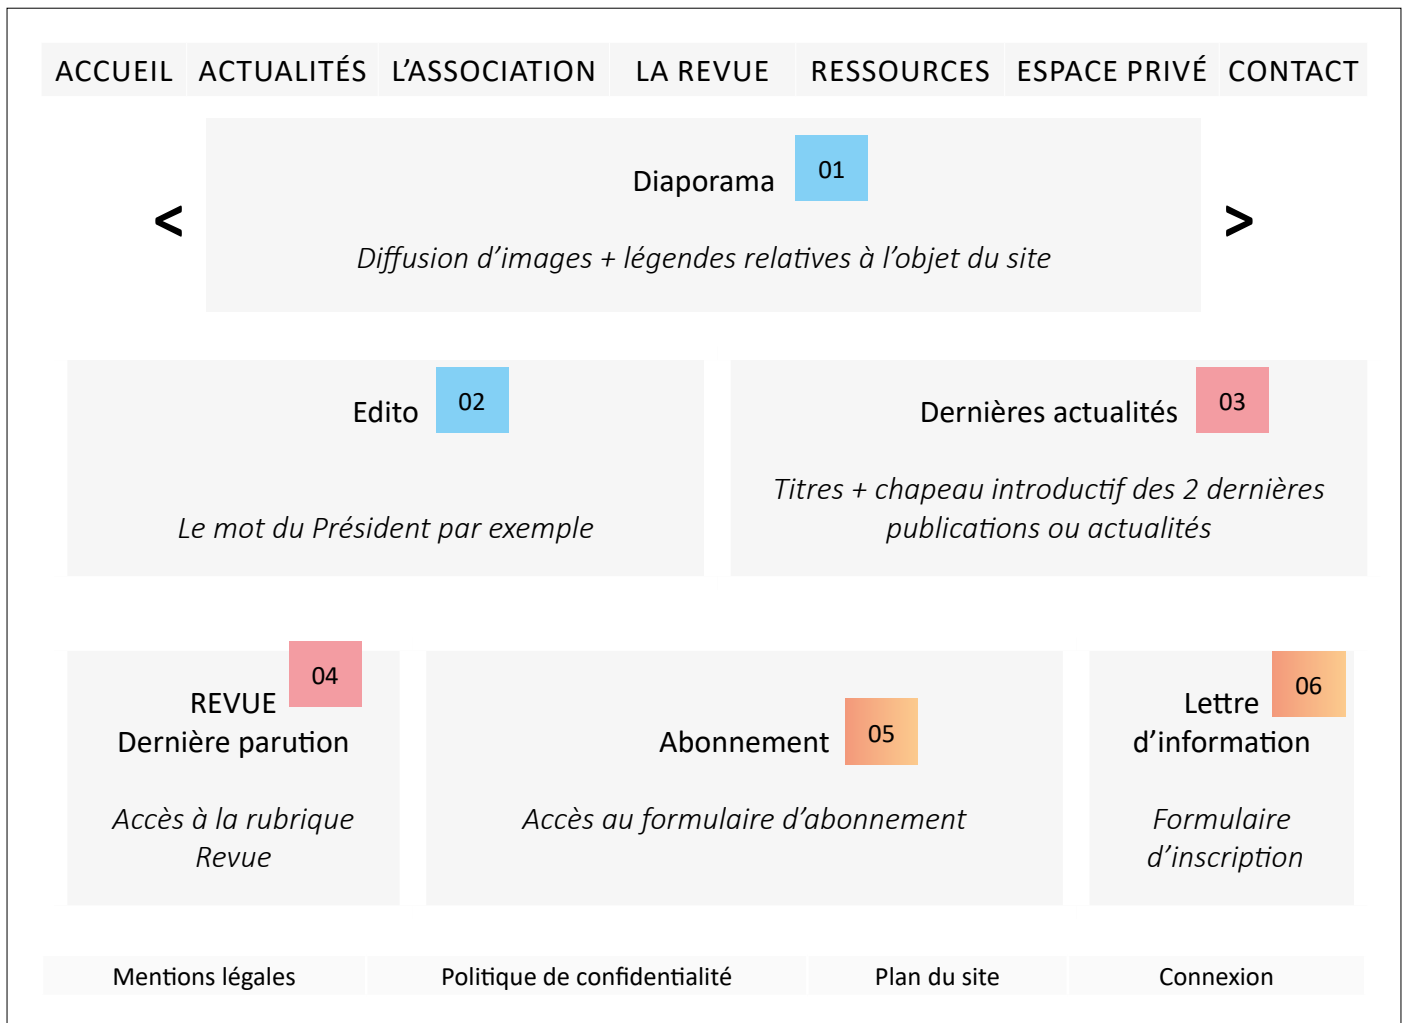 ACCUEIL ACTUALITÉS L’ASSOCIATION LA REVUE RESSOURCES ESPACE PRIVÉ CONTACT
Diaporama 01
< >
Diffusion d’images + légendes relatives à l’objet du site
Edito 02
Le mot du Président par exemple
Dernières actualités 03
Titres + chapeau introductif des 2 dernières
publications ou actualités
04
REVUE
Dernière parution
Accès à la rubrique
Revue
Abonnement 05
Accès au formulaire d’abonnement
Lettre 06
d’information
Formulaire
d’inscription
Mentions légales Politique de confidentialité Plan du site Connexion